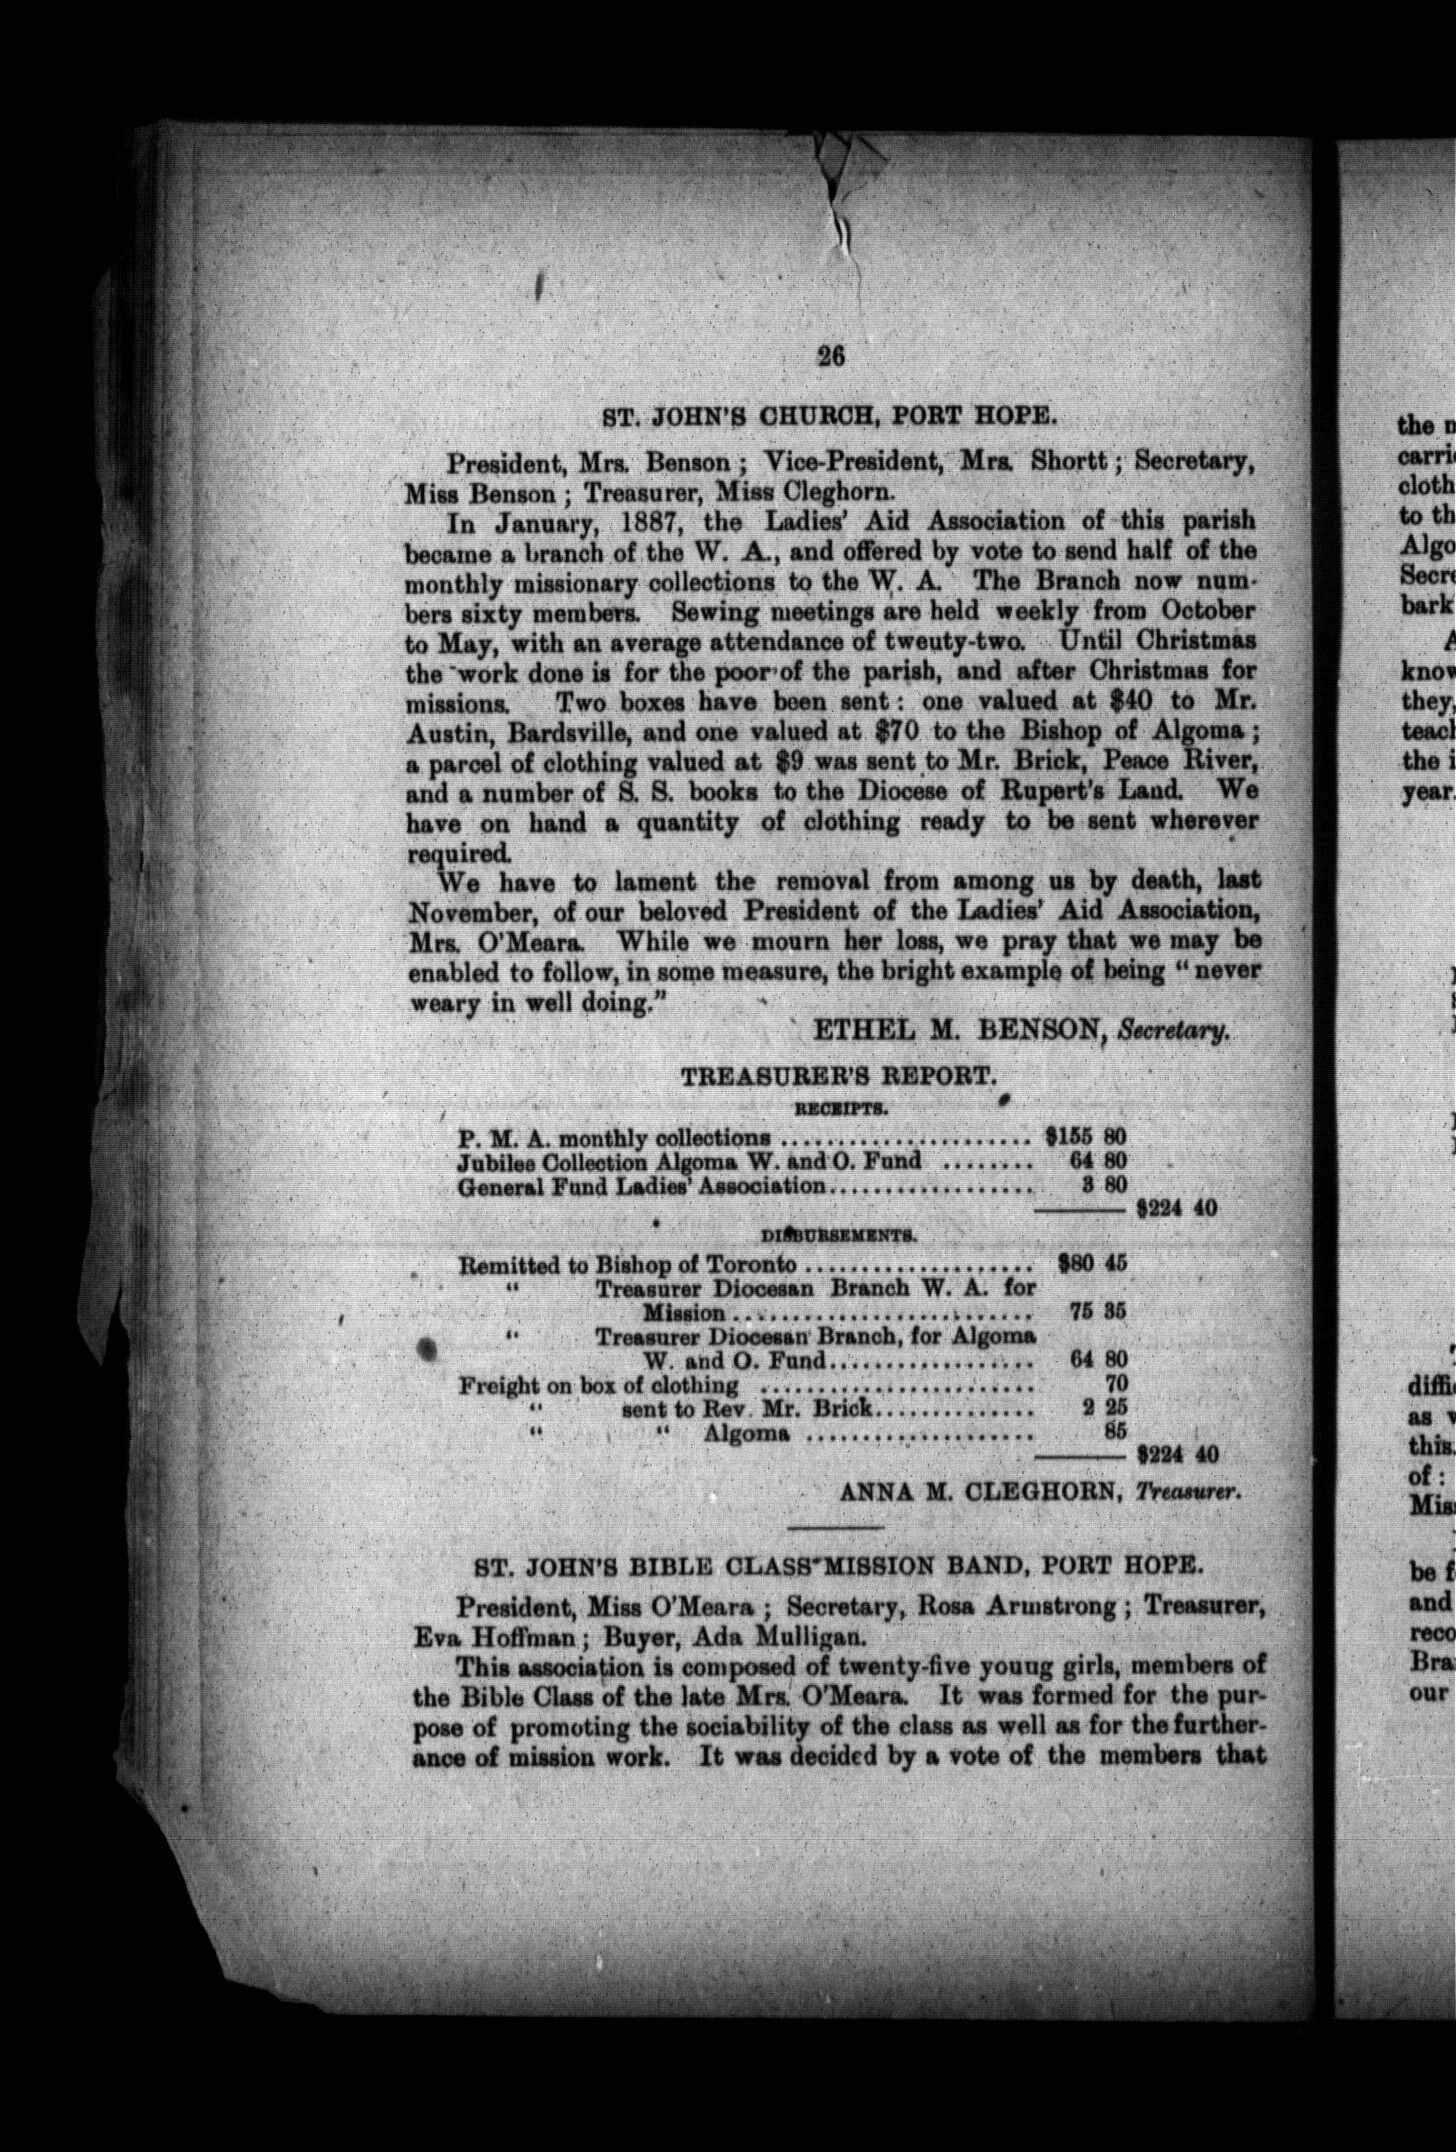 26
ST. JOHN'S CHURCH, PORT HOPE.
President, Mrs. Benson ; Vice-President, Mrs. Shortt ; Secretary,
Miss Benson ; Treasurer, Miss Cleghorn.
In January, 1887, the Ladies' Aid Association of this parish
became a branch of the W. A., and offered by vote to send half of the
monthly missionary collections to the W. A. The Branch now num-
bers sixty members. Sewing meetings are held weekly from October
to May, with an average attendance of tweuty-two. Until Christmas
the work done is for the poor of the parish, and after Christmas for
missions. Two boxes have been sent : one valued at $40 to Mr.
Austin, Bardsville, and one valued at $70 to the Bishop of Algoma ;
a parcel of clothing valued at $9 was sent to Mr. Brick, Peace River,
and a number of S. S. books to the Diocese of Rupert's Land. We
have on hand a quantity of clothing ready to be sent wherever
required.
We have to lament the removal from among us by death, last
November, of our beloved President of the Ladies' Aid Association,
Mrs. O'Meara. While we mourn her loss, we pray that we may be
enabled to follow, in some measure, the bright example of being “ never
weary in well doing.”
ETHEL M. BENSON, Secretary.
TREASURER'S REPORT.
RECEIPTS.
P. M. A. monthly collections ..................... $155 80
Jubilee Collection Algoma W. and O. Fund ........ 64 80
General Fund Ladies' Association.................. 3 80
$224 40
DISBURSEMENTS.
Remitted to Bishop of Toronto ................... $80 45
“ Treasurer Diocesan Branch W. A. for
Mission .......................... 75 35
“ Treasurer Diocesan Branch, for Algoma
W. and O. Fund.................. 64 80
Freight on box of clothing ........................ 70
“ sent to Rev. Mr. Brick.............. 2 25
“ “ Algoma .................... 85
$224 40
ANNA M. CLEGHORN, Treasurer.
ST. JOHN'S BIBLE CLASS MISSION BAND, PORT HOPE.
President, Miss O'Meara ; Secretary, Rosa Armstrong ; Treasurer,
Eva Hoffman ; Buyer, Ada Mulligan.
This association is composed of twenty-five youug girls, members of
the Bible Class of the late Mrs. O'Meara. It was formed for the pur-
pose of promoting the sociability of the class as well as for the further-
ance of mission work. It was decided by a vote of the members that
the
to
know
they,
teach
the
year.
as
this.
of :
be
and
our